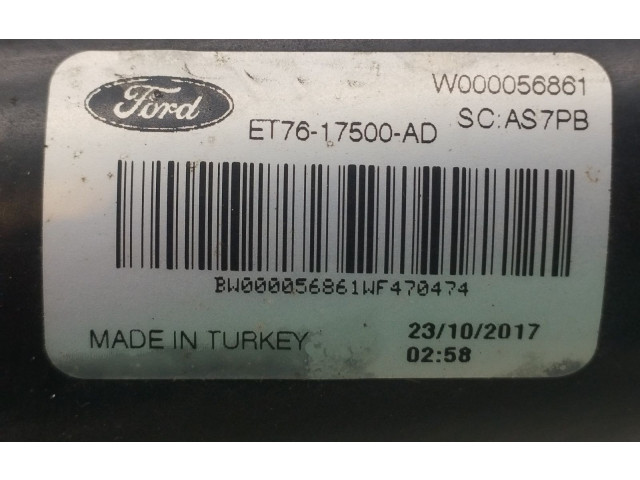 Ford
W000056861
ET76-17500-AD
SC:AS7PB
BW000056861WF470474
MADE IN TURKEY
23/10/2017
02:58